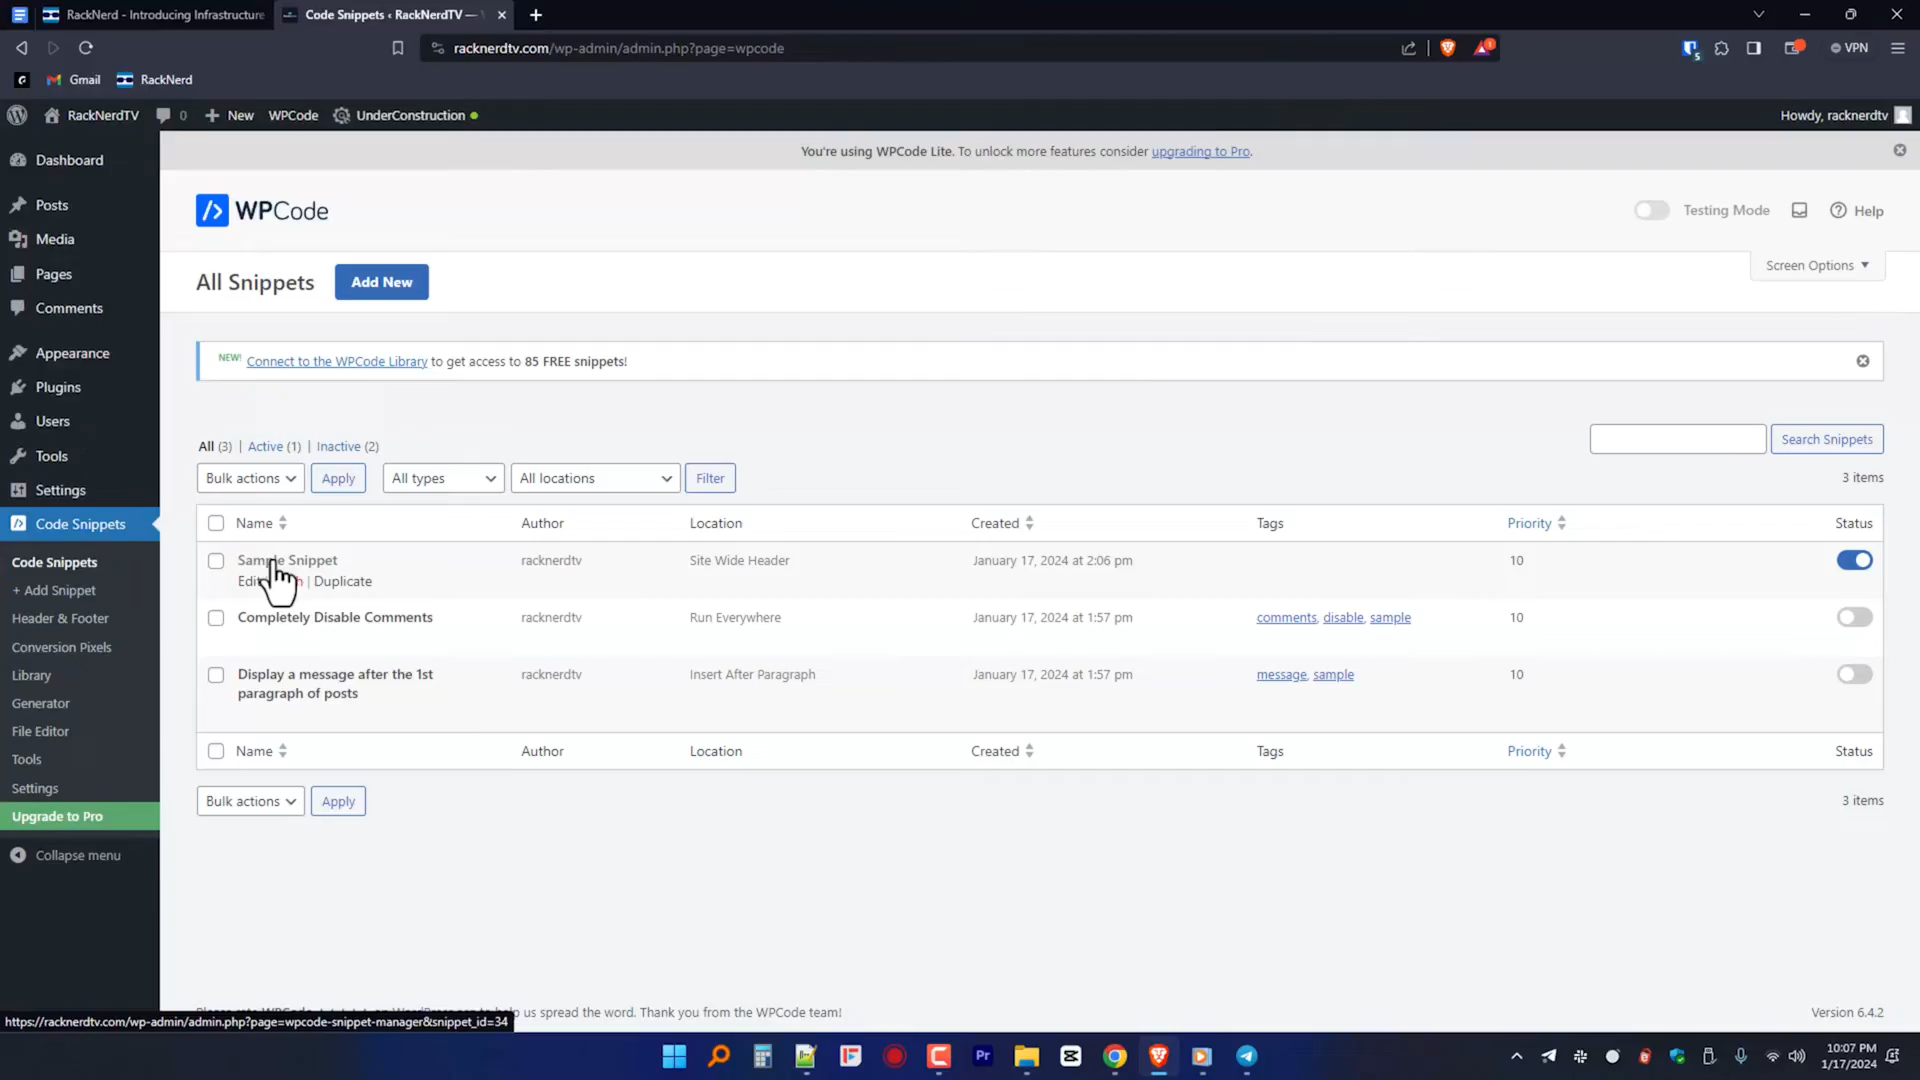 RackNerd - Introducing Infrastructure
Code Snippets ‹ RackNerdTV —
racknerdtv.com/wp-admin/admin.php?page=wpcode
VPN
Gmail
RackNerd
RackNerdTV
0
New
WPCode
UnderConstruction
Howdy, racknerdtv
Dashboard
Posts
Media
Pages
Comments
Appearance
Plugins
Users
Tools
Settings
Code Snippets
Code Snippets
+ Add Snippet
Header & Footer
Conversion Pixels
Library
Generator
File Editor
Tools
Settings
Upgrade to Pro
Collapse menu
You're using WPCode Lite. To unlock more features consider upgrading to Pro.
WPCode
Testing Mode
Help
All Snippets
Add New
Screen Options
NEW! Connect to the WPCode Library to get access to 85 FREE snippets!
All (3) | Active (1) | Inactive (2)
Search Snippets
Bulk actions
Apply
All types
All locations
Filter
3 items
Name Author Location Created Tags Priority Status
Sample Snippet racknerdtv Site Wide Header January 17, 2024 at 2:06 pm 10
Edit | Duplicate
Completely Disable Comments racknerdtv Run Everywhere January 17, 2024 at 1:57 pm comments, disable, sample 10
Display a message after the 1st racknerdtv Insert After Paragraph January 17, 2024 at 1:57 pm message, sample 10
paragraph of posts
Name Author Location Created Tags Priority Status
Bulk actions
Apply
3 items
us spread the word. Thank you from the WPCode team!
Version 6.4.2
https://racknerdtv.com/wp-admin/admin.php?page=wpcode-snippet-manager&snippet_id=34
Pr
10:07 PM
1/17/2024